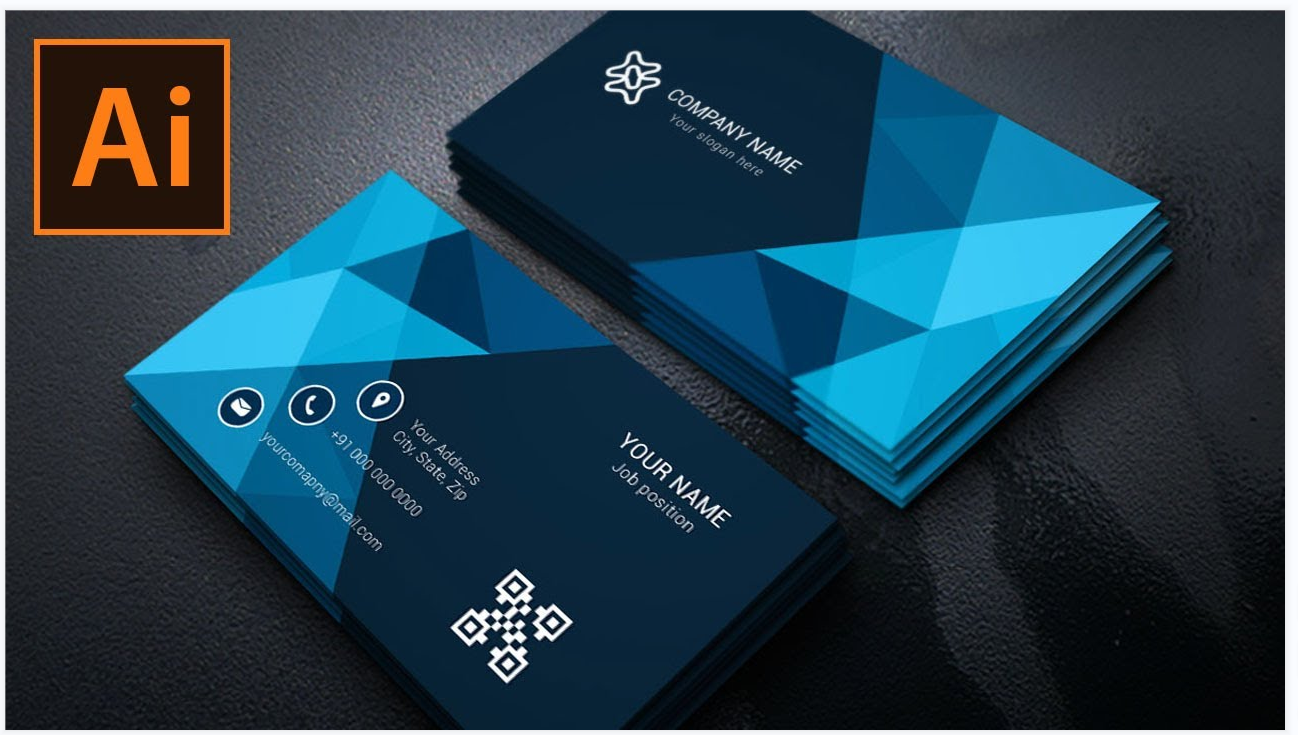 Ai
COMPANY NAME
Your slogan here
Your Address
City, State, Zip
+91 000 000 0000
yourcomapny@mail.com
YOUR NAME
Job position